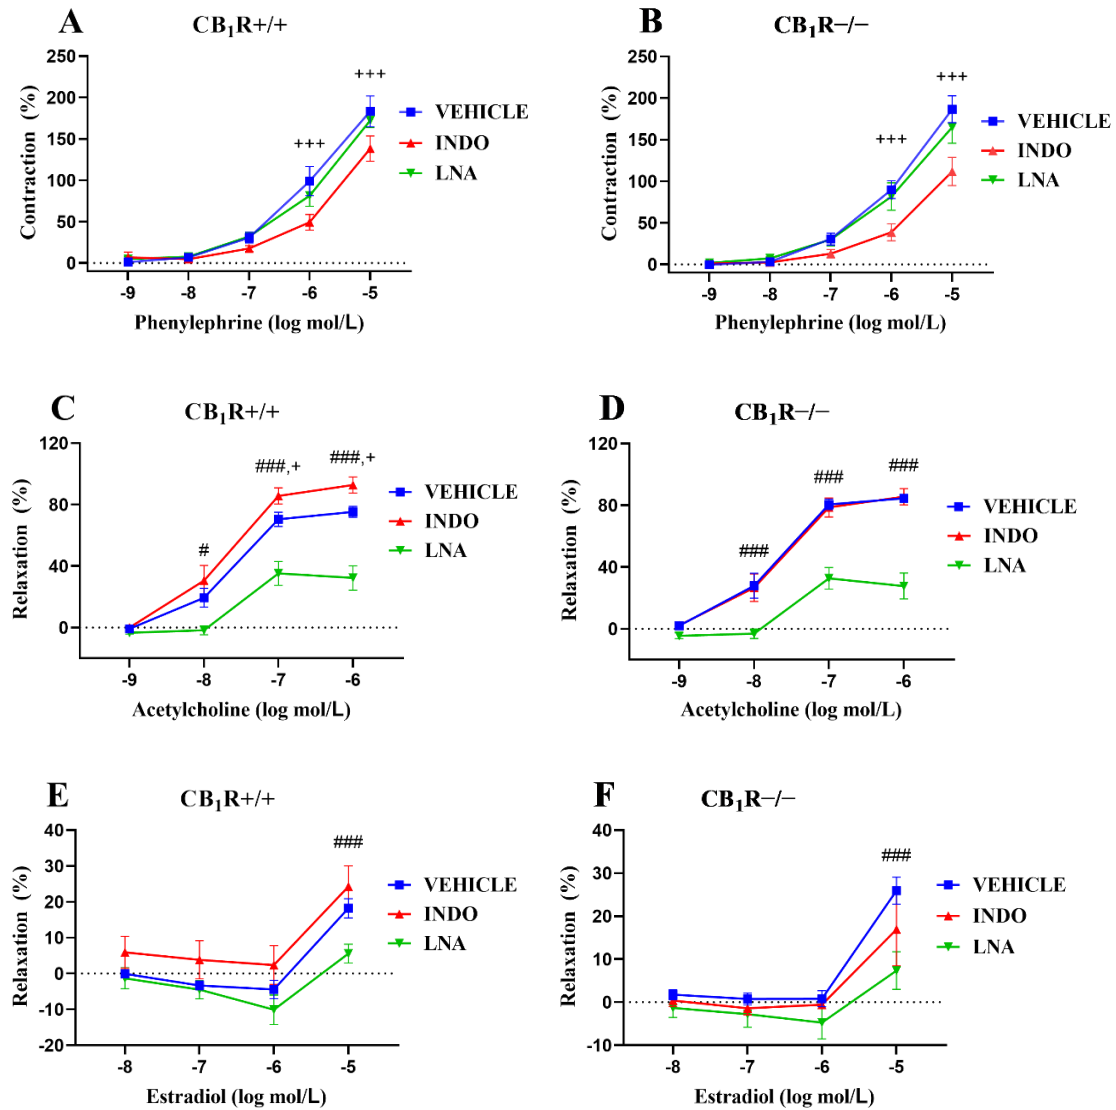 A
CB₁R+/+
250
200
150
100
50
0
Contraction (%)
+++
+++
VEHICLE
INDO
LNA
-9 -8 -7 -6 -5
Phenylephrine (log mol/L)
B
CB₁R−/−
250
200
150
100
50
0
Contraction (%)
+++
+++
VEHICLE
INDO
LNA
-9 -8 -7 -6 -5
Phenylephrine (log mol/L)
C
CB₁R+/+
120
80
40
0
Relaxation (%)
#
###,+
###,+
VEHICLE
INDO
LNA
-9 -8 -7 -6
Acetylcholine (log mol/L)
D
CB₁R−/−
120
80
40
0
Relaxation (%)
###
###
###
VEHICLE
INDO
LNA
-9 -8 -7 -6
Acetylcholine (log mol/L)
E
CB₁R+/+
40
30
20
10
0
-10
-20
Relaxation (%)
###
VEHICLE
INDO
LNA
-8 -7 -6 -5
Estradiol (log mol/L)
F
CB₁R−/−
40
30
20
10
0
-10
Relaxation (%)
###
VEHICLE
INDO
LNA
-8 -7 -6 -5
Estradiol (log mol/L)